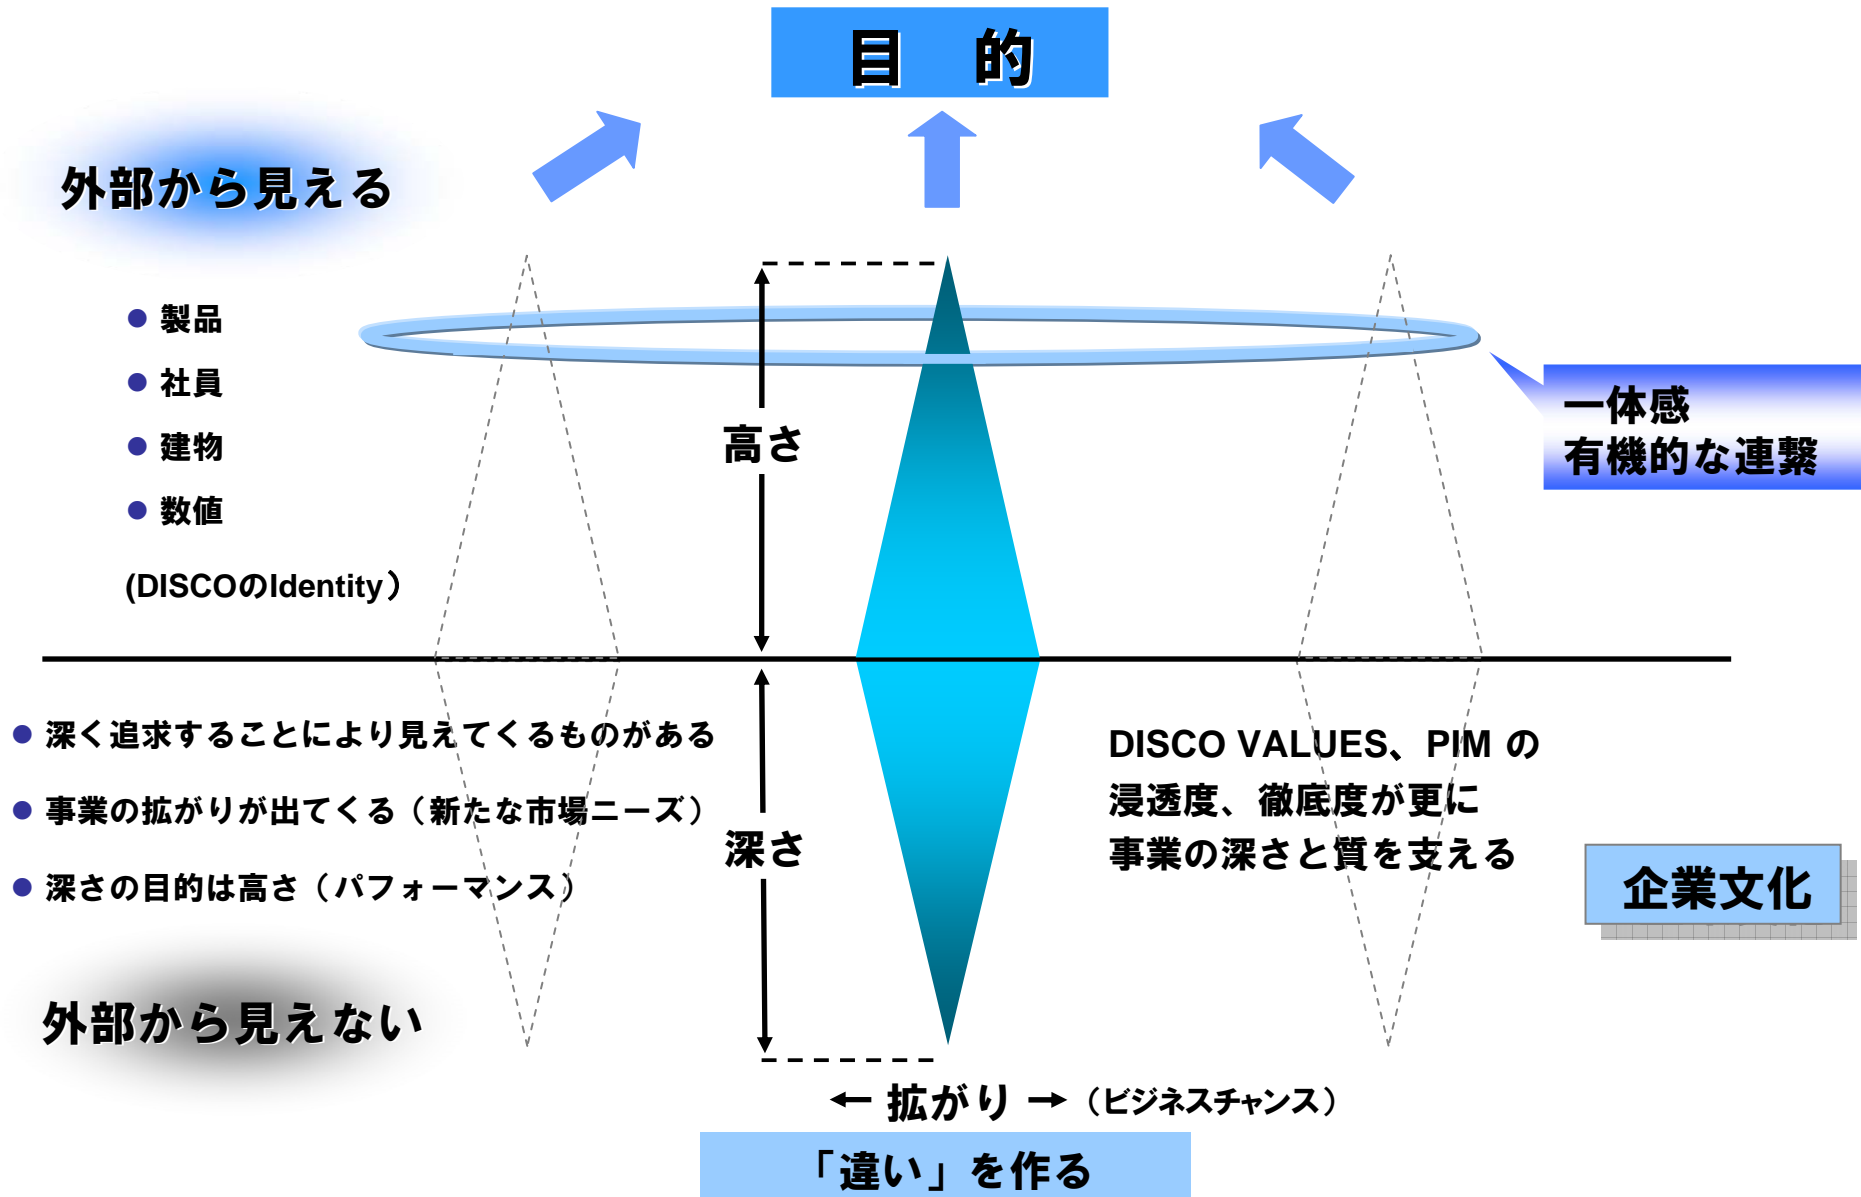 目　的
外部から見える
製品
社員
建物
数値
(DISCOのIdentity）
高さ
一体感
有機的な連繋
深く追求することにより見えてくるものがある
事業の拡がりが出てくる（新たな市場ニーズ）
深さの目的は高さ（パフォーマンス）
深さ
DISCO VALUES、PIM の
浸透度、徹底度が更に
事業の深さと質を支える
企業文化
外部から見えない
← 拡がり →（ビジネスチャンス）
「違い」を作る